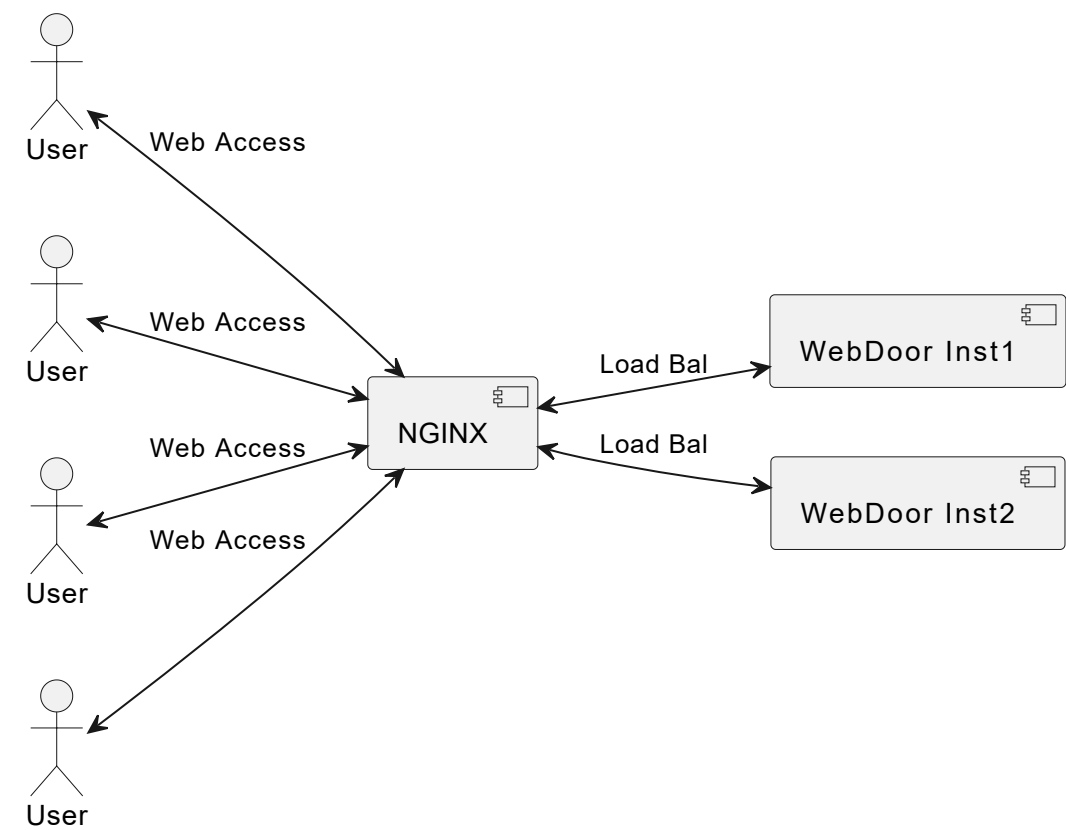 User
Web Access
User
Web Access
User
Web Access
User
Web Access
NGINX
Load Bal
Load Bal
WebDoor Inst1
WebDoor Inst2